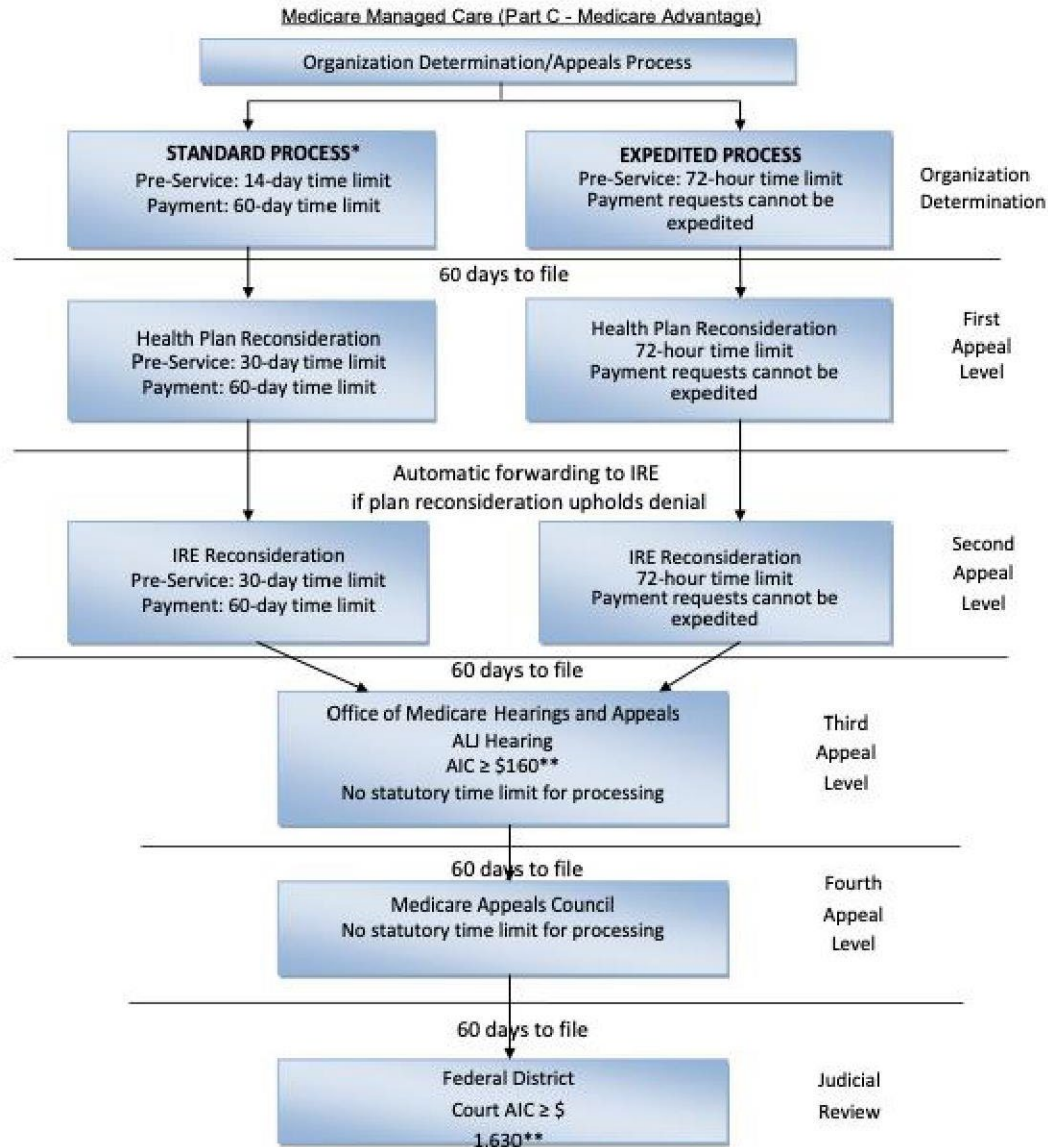 Medicare Managed Care (Part C - Medicare Advantage)
Organization Determination/Appeals Process
STANDARD PROCESS*
Pre-Service: 14-day time limit
Payment: 60-day time limit
EXPEDITED PROCESS
Pre-Service: 72-hour time limit
Payment requests cannot be
expedited
Organization
Determination
60 days to file
Health Plan Reconsideration
Pre-Service: 30-day time limit
Payment: 60-day time limit
Health Plan Reconsideration
72-hour time limit
Payment requests cannot be
expedited
First
Appeal
Level
Automatic forwarding to IRE
if plan reconsideration upholds denial
IRE Reconsideration
Pre-Service: 30-day time limit
Payment: 60-day time limit
IRE Reconsideration
72-hour time limit
Payment requests cannot be
expedited
Second
Appeal
Level
60 days to file
Office of Medicare Hearings and Appeals
ALJ Hearing
AIC ≥ $160**
No statutory time limit for processing
Third
Appeal
Level
60 days to file
Medicare Appeals Council
No statutory time limit for processing
Fourth
Appeal
Level
60 days to file
Federal District
Court AIC ≥ $
1,630**
Judicial
Review